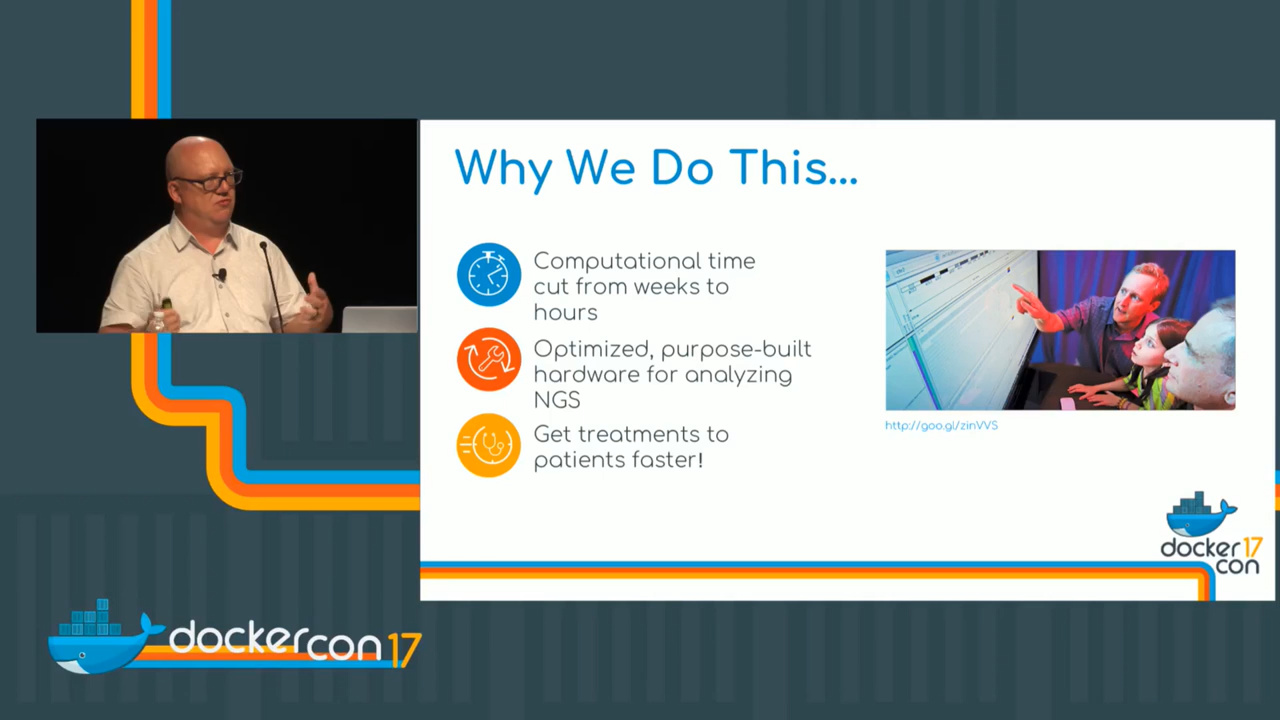 Why We Do This...
Computational time
cut from weeks to
hours
Optimized, purpose-built
hardware for analyzing
NGS
Get treatments to
patients faster!
http://goo.gl/zinVVS
docker 17
con
dockercon 17